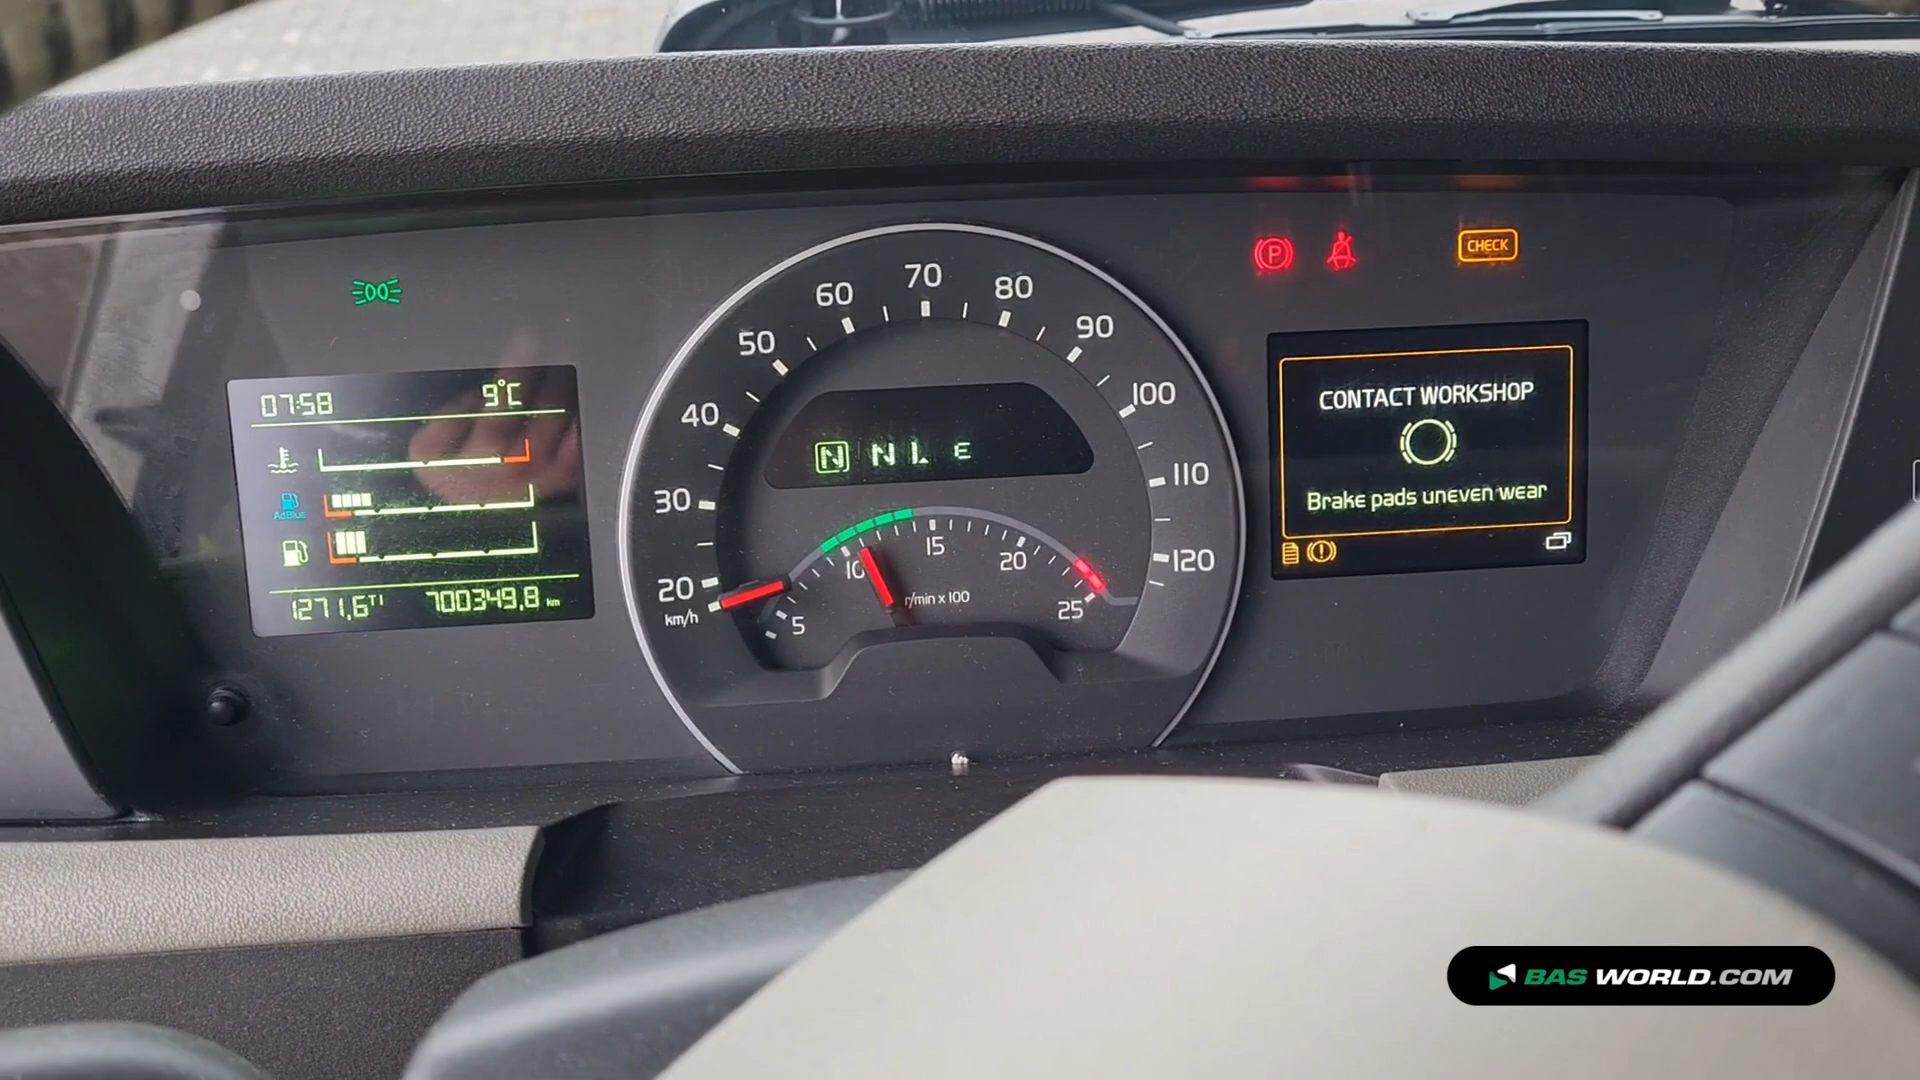 07:58 9°C
AdBlue
1271,6 T1 700349.8 km
20 30 40 50 60 70 80 90 100 110 120
km/h
N N L E
5 10 15 20 25
r/min x 100
P
CHECK
CONTACT WORKSHOP
Brake pads uneven wear
BAS WORLD.COM